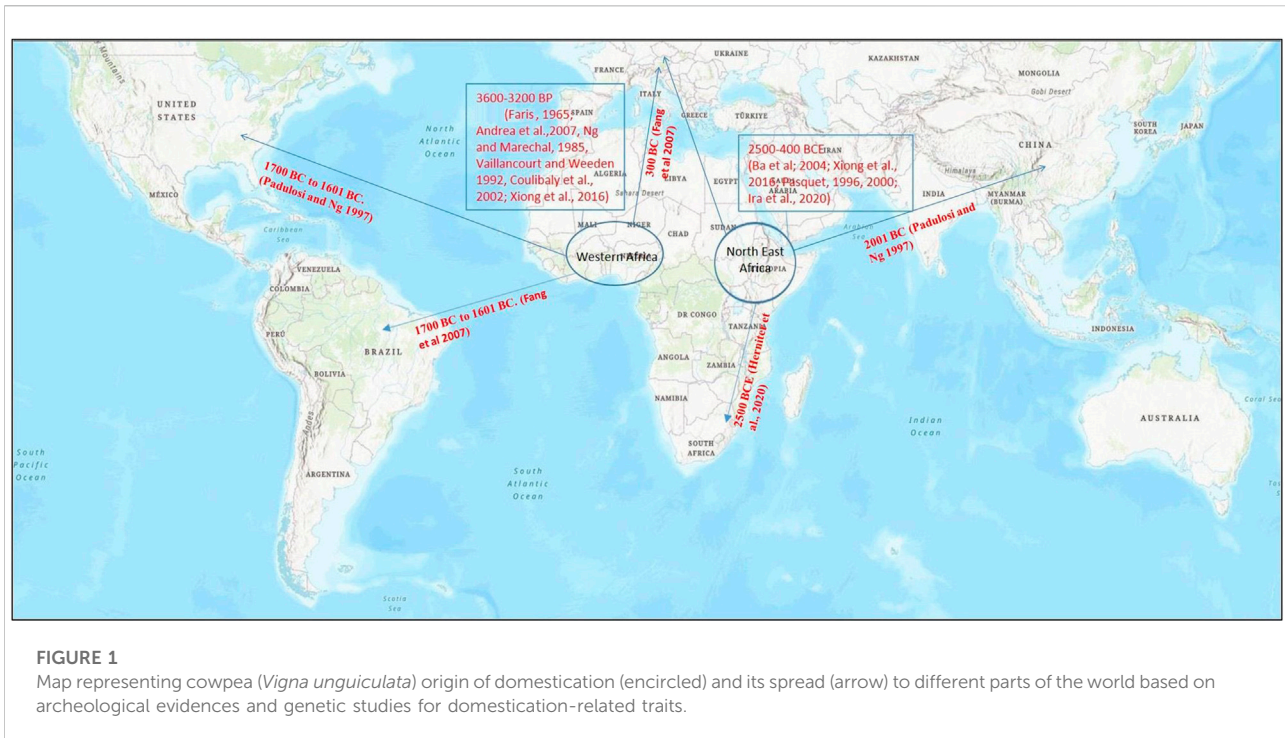 UKRAINE
KAZAKHSTAN
FRANCE
MONGOLIA
Gobi Desert
ITALY
UNITED
STATES
GREECE
TÜRKIYE
SOUTH
KOREA
JAPAN
North
Atlantic
Ocean
3600-3200 BP
(Faris, 1965;
SPAIN
Andrea et al.,2007, Ng
and Marechal, 1985,
Vaillancourt and Weeden
1992, Coulibaly et al.,
2002; Xiong et al., 2016)
ALGERIA
Sahara Desert
LIBYA
EGYPT
300 BC (Fang
et al 2007)
2500-400 BCE
IRAN
(Ba et al; 2004; Xiong et al.,
2016; Pasquet, 1996, 2000;
Ira et al., 2020)
ARABIA
CHINA
Himalaya
INDIA
MYANMAR
(BURMA)
1700 BC to 1601 BC.
(Padulosi and Ng 1997)
MÉXICO
Caribbean
Sea
MALI
NIGER
CHAD
SUDAN
Arabian
Sea
2001 BC (Padulosi and
Ng 1997)
Western Africa
North East
Africa
VENEZUELA
COLOMBIA
1700 BC to 1601 BC. (Fang
et al 2007)
DR CONGO
TANZANIA
INDONESIA
PERÚ
BRAZIL
ANGOLA
ZAMBIA
BOLIVIA
NAMIBIA
2500 BCE (Herniter et
al., 2020)
Andes
Indian
Ocean
AUSTRALIA
Coral Sea
SOUTH
AFRICA
South
Pacific
Ocean
ARGENTINA
South
Atlantic
Ocean
Scotia
Sea
FIGURE 1
Map representing cowpea (Vigna unguiculata) origin of domestication (encircled) and its spread (arrow) to different parts of the world based on
archeological evidences and genetic studies for domestication-related traits.